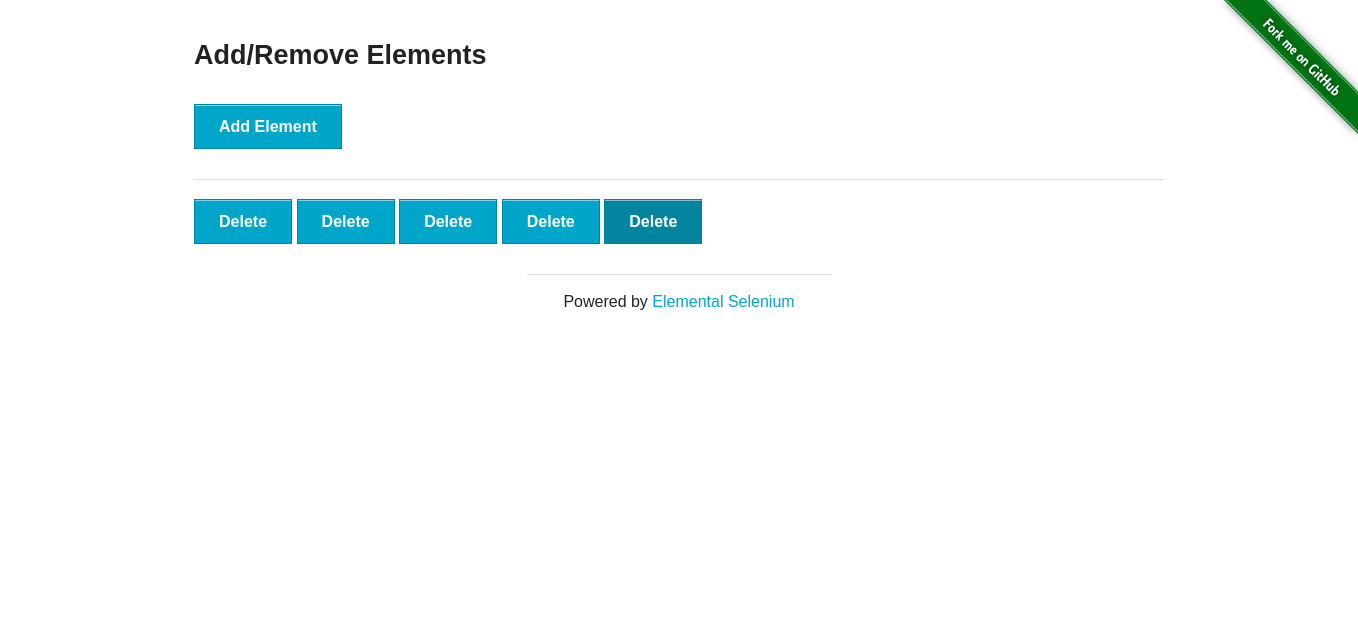 Fork me on GitHub
Add/Remove Elements
Add Element
Delete Delete Delete Delete Delete
Powered by Elemental Selenium